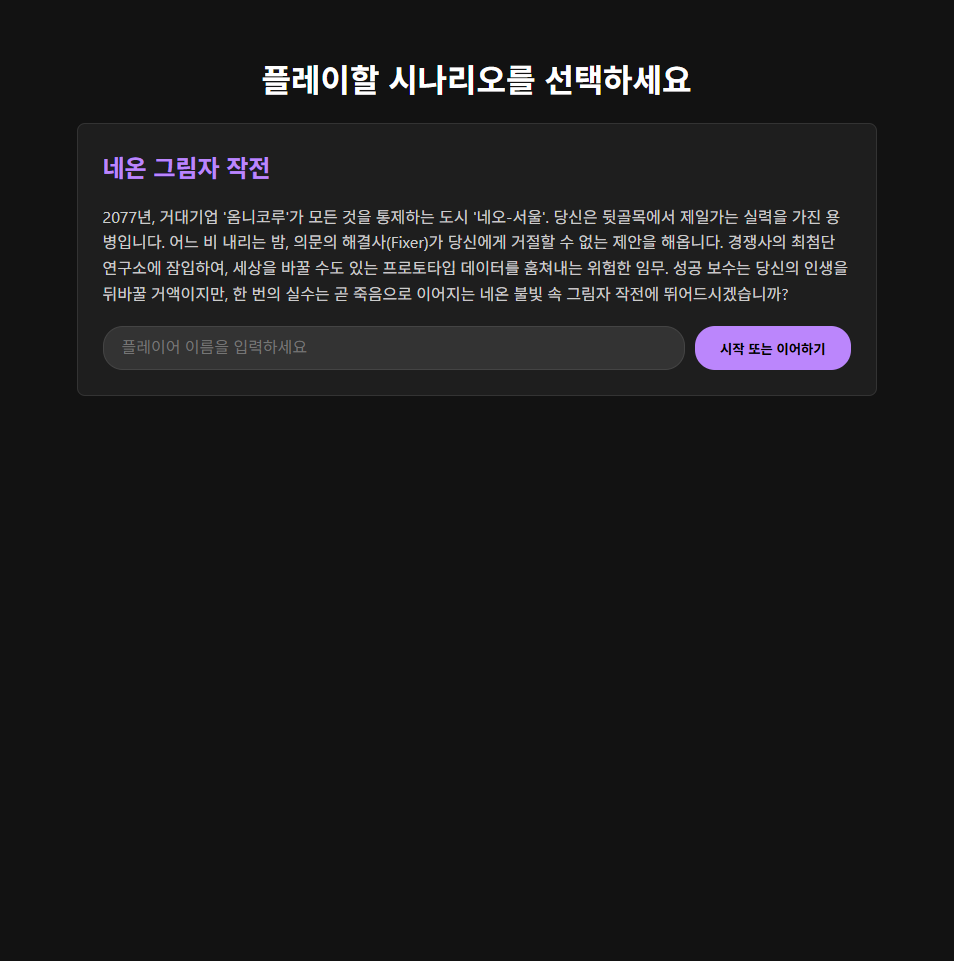 플레이할 시나리오를 선택하세요
네온 그림자 작전
2077년, 거대기업 '옴니코루'가 모든 것을 통제하는 도시 '네오-서울'. 당신은 뒷골목에서 제일가는 실력을 가진 용
병입니다. 어느 비 내리는 밤, 의문의 해결사(Fixer)가 당신에게 거절할 수 없는 제안을 해옵니다. 경쟁사의 최첨단
연구소에 잠입하여, 세상을 바꿀 수도 있는 프로토타입 데이터를 훔쳐내는 위험한 임무. 성공 보수는 당신의 인생을
뒤바꿀 거액이지만, 한 번의 실수는 곧 죽음으로 이어지는 네온 불빛 속 그림자 작전에 뛰어드시겠습니까?
플레이어 이름을 입력하세요
시작 또는 이어하기